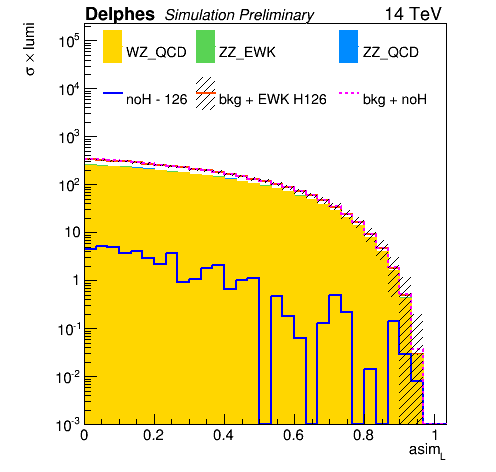 Delphes Simulation Preliminary 14 TeV
σ × lumi
WZ_QCD ZZ_EWK ZZ_QCD
noH - 126 bkg + EWK H126 bkg + noH
10^5
10^4
10^3
10^2
10
1
10^-1
10^-2
10^-3
0 0.2 0.4 0.6 0.8 1
asim_L